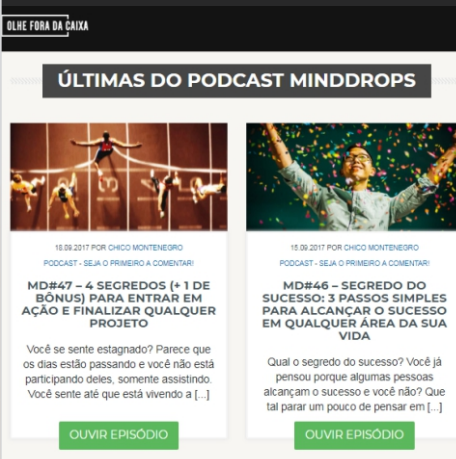 OLHE FORA DA CAIXA
ÚLTIMAS DO PODCAST MINDDROPS
18.09.2017 POR CHICO MONTENEGRO
PODCAST - SEJA O PRIMEIRO A COMENTAR!
MD#47 – 4 SEGREDOS (+ 1 DE
BÔNUS) PARA ENTRAR EM
AÇÃO E FINALIZAR QUALQUER
PROJETO
Você se sente estagnado? Parece que
os dias estão passando e você não está
participando deles, somente assistindo.
Você sente até que está vivendo a [...]
OUVIR EPISÓDIO
15.09.2017 POR CHICO MONTENEGRO
PODCAST - SEJA O PRIMEIRO A COMENTAR!
MD#46 – SEGREDO DO
SUCESSO: 3 PASSOS SIMPLES
PARA ALCANÇAR O SUCESSO
EM QUALQUER ÁREA DA SUA
VIDA
Qual o segredo do sucesso? Você já
pensou porque algumas pessoas
alcançam o sucesso e você não? Que
tal parar um pouco de pensar em [...]
OUVIR EPISÓDIO